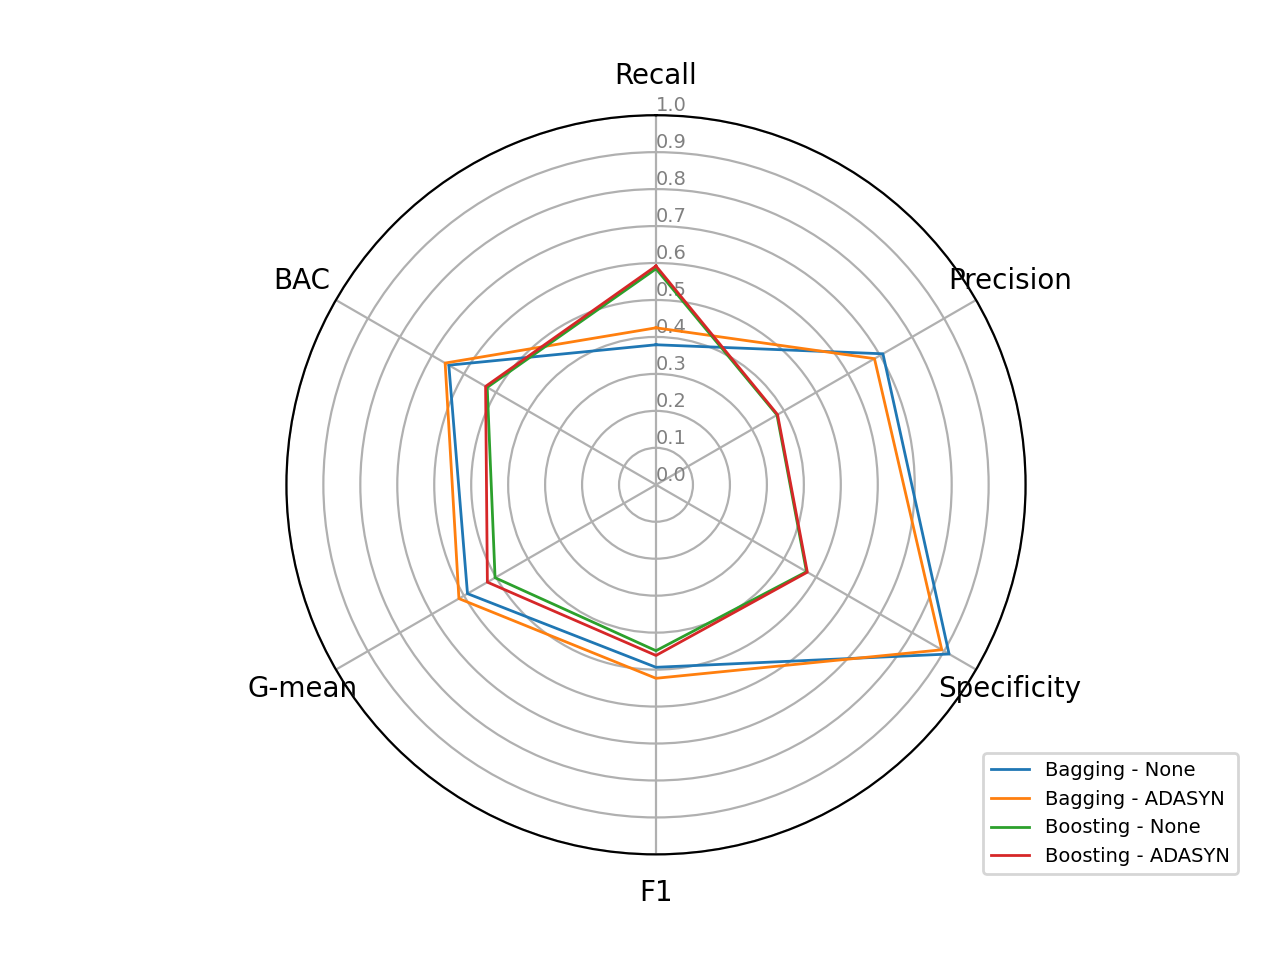 Recall
1.0
0.9
0.8
0.7
0.6
0.5
0.4
0.3
0.2
0.1
0.0
BAC
Precision
G-mean
Specificity
F1
Bagging - None
Bagging - ADASYN
Boosting - None
Boosting - ADASYN